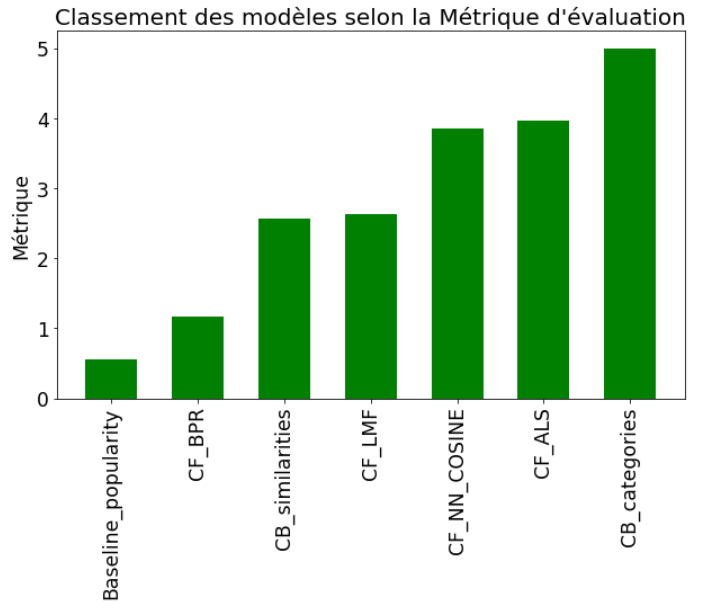 Classement des modèles selon la Métrique d'évaluation
Métrique
5
4
3
2
1
0
Baseline_popularity
CF_BPR
CB_similarities
CF_LMF
CF_NN_COSINE
CF_ALS
CB_categories